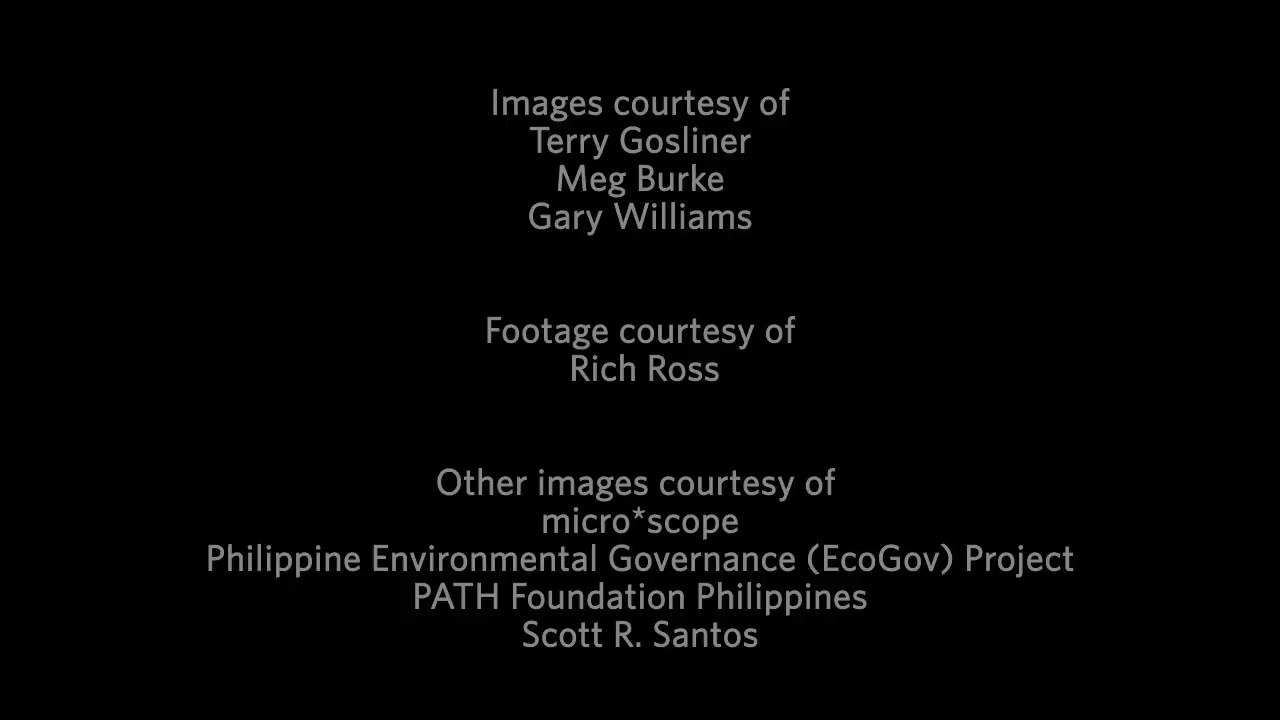 Images courtesy of
Terry Gosliner
Meg Burke
Gary Williams
Footage courtesy of
Rich Ross
Other images courtesy of
micro*scope
Philippine Environmental Governance (EcoGov) Project
PATH Foundation Philippines
Scott R. Santos